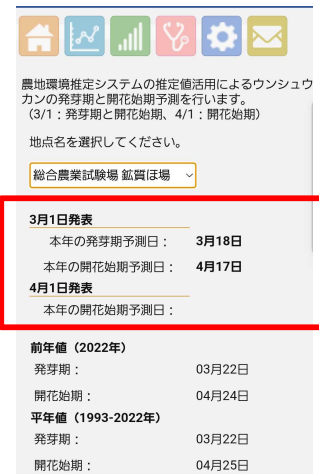 農地環境推定システムの推定値活用によるウンシュウ
カンの発芽期と開花始期予測を行います。
（3/1：発芽期と開花始期、4/1：開花始期）
地点名を選択してください。
総合農業試験場 鉱質ほ場
3月1日発表
本年の発芽期予測日： 3月18日
本年の開花始期予測日： 4月17日
4月1日発表
本年の開花始期予測日：
前年値（2022年）
発芽期： 03月22日
開花始期： 04月24日
平年値（1993-2022年）
発芽期： 03月22日
開花始期： 04月25日